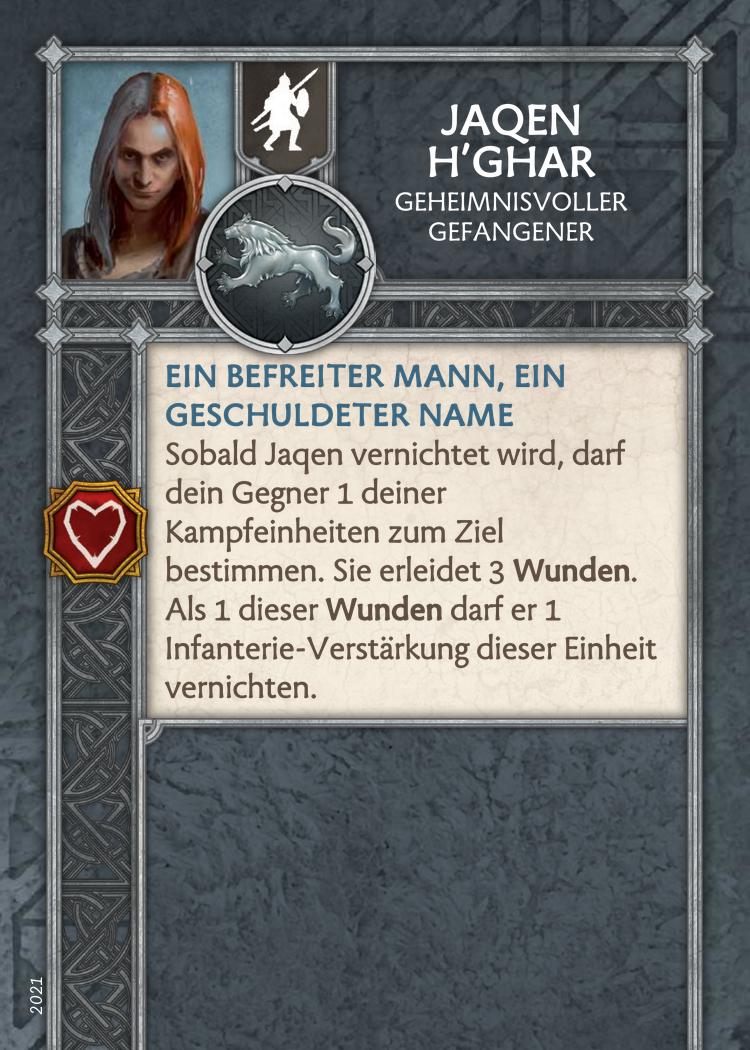 JAQEN
H'GHAR
GEHEIMNISVOLLER
GEFANGENER
EIN BEFREITER MANN, EIN
GESCHULDETER NAME
Sobald Jaqen vernichtet wird, darf
dein Gegner 1 deiner
Kampfeinheiten zum Ziel
bestimmen. Sie erleidet 3 Wunden.
Als 1 dieser Wunden darf er 1
Infanterie-Verstärkung dieser Einheit
vernichten.
2021